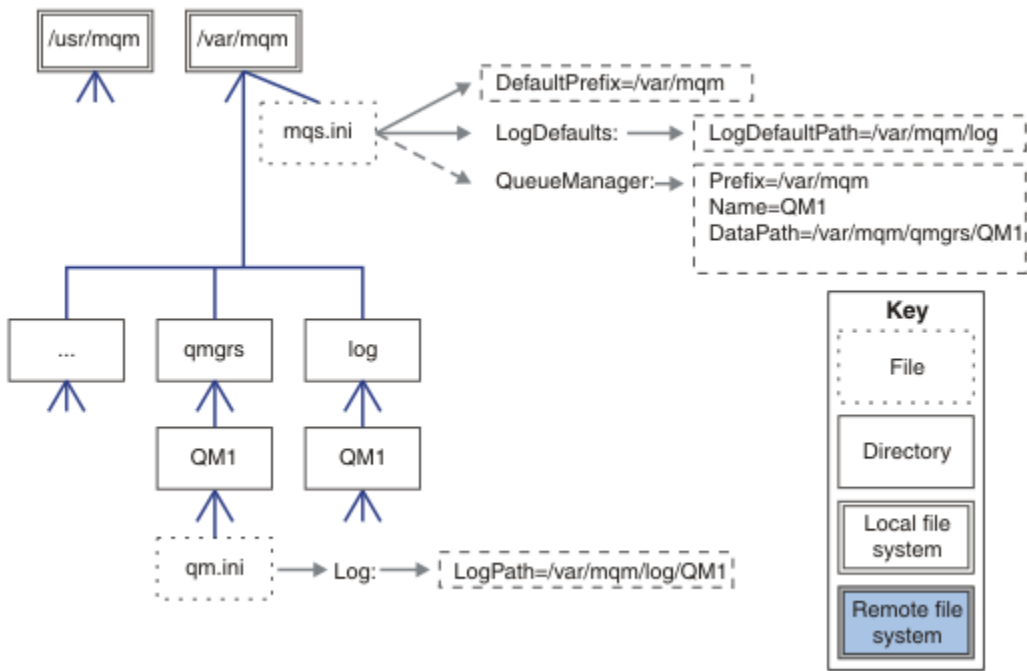 /usr/mqm
/var/mqm
mqs.ini
DefaultPrefix=/var/mqm
LogDefaults:
LogDefaultPath=/var/mqm/log
QueueManager:
Prefix=/var/mqm
Name=QM1
DataPath=/var/mqm/qmgrs/QM1
...
qmgrs
log
QM1
QM1
qm.ini
Log:
LogPath=/var/mqm/log/QM1
Key
File
Directory
Local file
system
Remote file
system